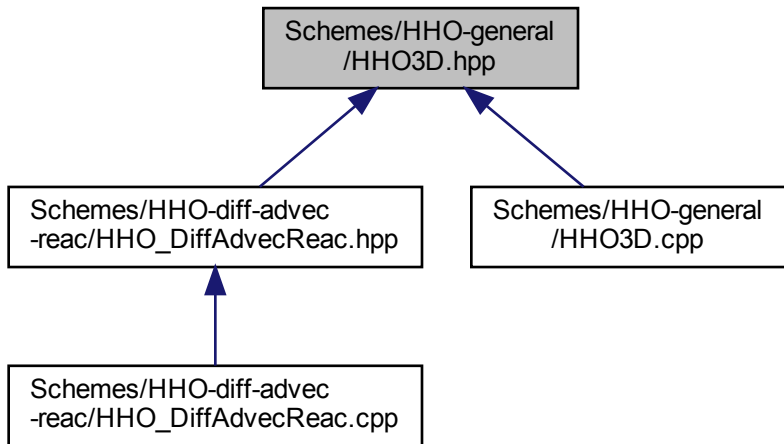 Schemes/HHO-general
/HHO3D.hpp
Schemes/HHO-diff-advec
-reac/HHO_DiffAdvecReac.hpp
Schemes/HHO-general
/HHO3D.cpp
Schemes/HHO-diff-advec
-reac/HHO_DiffAdvecReac.cpp